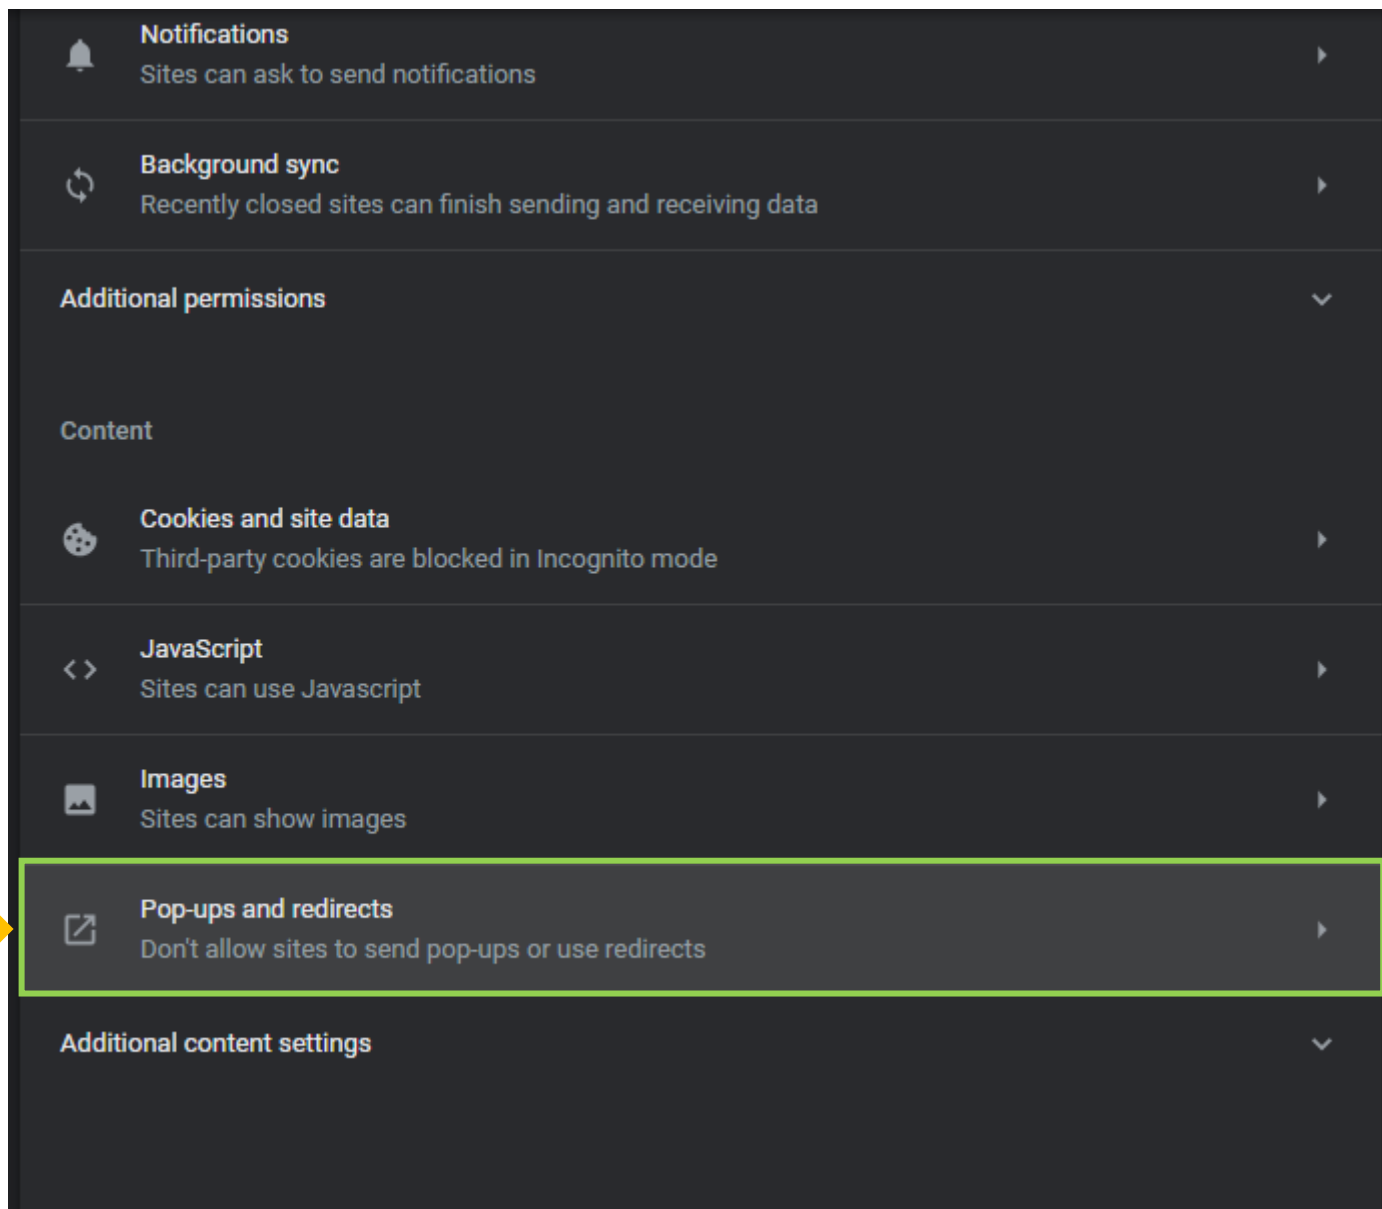 Notifications
Sites can ask to send notifications
Background sync
Recently closed sites can finish sending and receiving data
Additional permissions
Content
Cookies and site data
Third-party cookies are blocked in Incognito mode
JavaScript
Sites can use Javascript
Images
Sites can show images
Pop-ups and redirects
Don't allow sites to send pop-ups or use redirects
Additional content settings